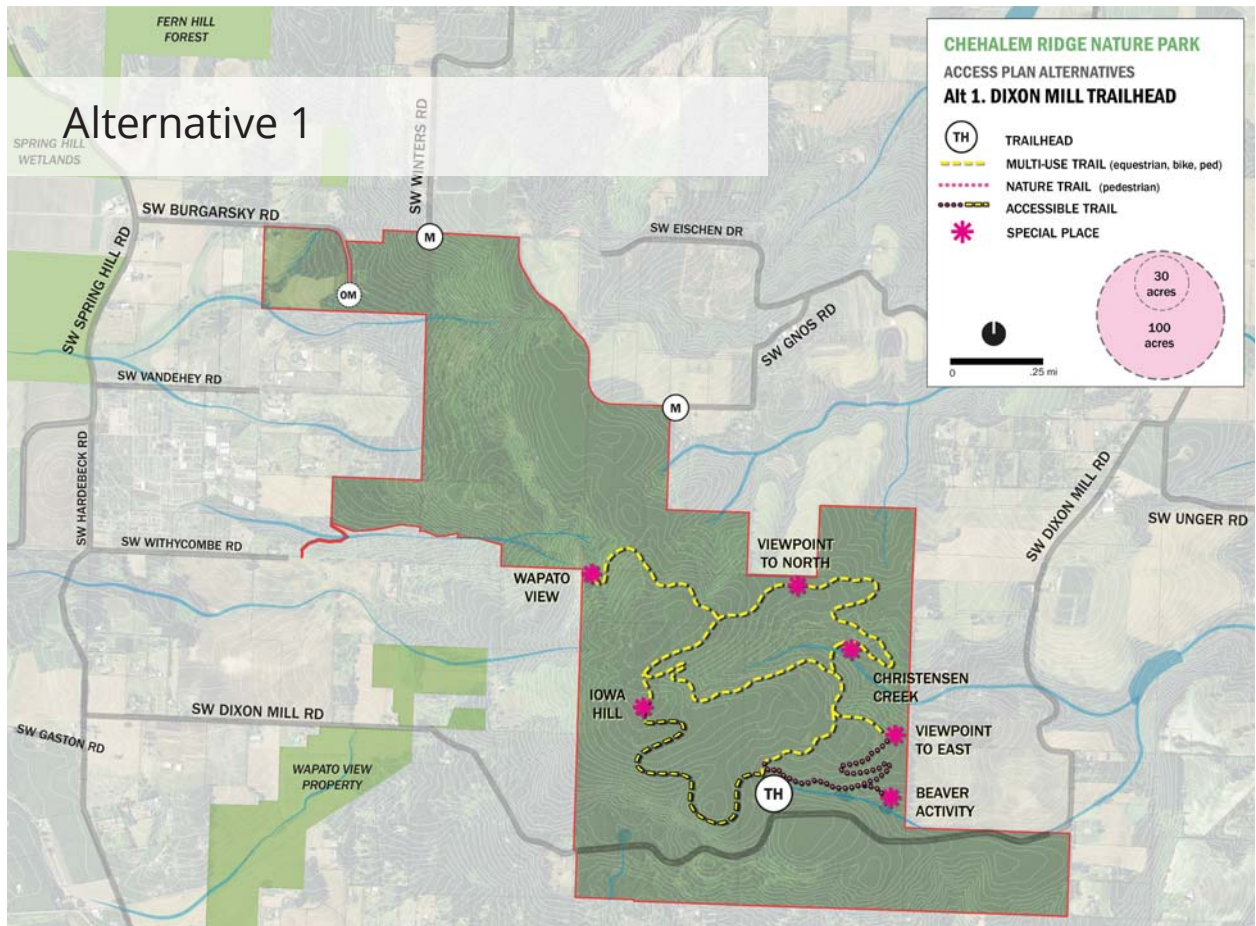 FERN HILL
FOREST
Alternative 1
SPRING HILL
WETLANDS
SW WINTERS RD
SW BURGARSKY RD
SW SPRING HILL RD
M
OM
SW EISCHEN DR
SW GNOS RD
M
SW VANDEHEY RD
SW HARDEBECK RD
SW WITHYCOMBE RD
SW DIXON MILL RD
SW UNGER RD
VIEWPOINT
TO NORTH
WAPATO
VIEW
CHRISTENSEN
CREEK
IOWA
HILL
SW DIXON MILL RD
SW GASTON RD
WAPATO VIEW
PROPERTY
VIEWPOINT
TO EAST
TH
BEAVER
ACTIVITY
CHEHALEM RIDGE NATURE PARK
ACCESS PLAN ALTERNATIVES
Alt 1. DIXON MILL TRAILHEAD
TH TRAILHEAD
MULTI-USE TRAIL (equestrian, bike, ped)
NATURE TRAIL (pedestrian)
ACCESSIBLE TRAIL
SPECIAL PLACE
30
acres
100
acres
0 .25 mi